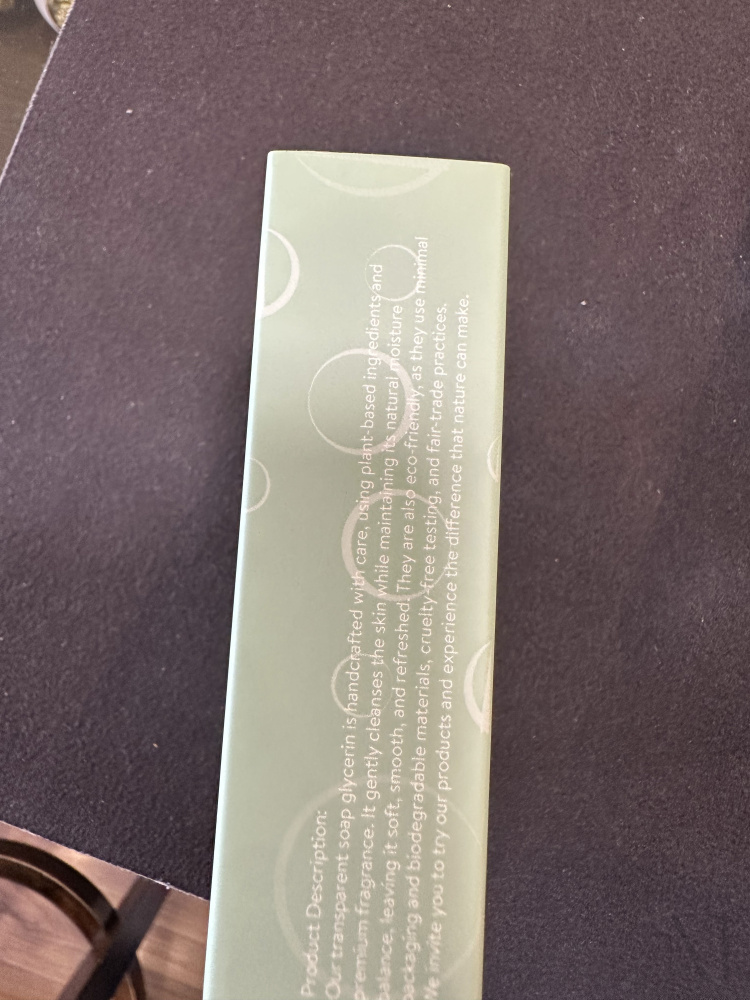 Product Description:
Our transparent soap glycerin is handcrafted with care, using plant-based ingredients and
premium fragrance. It gently cleanses the skin while maintaining its natural moisture
balance, leaving it soft, smooth, and refreshed. They are also eco-friendly, as they use minimal
packaging and biodegradable materials, cruelty-free testing, and fair-trade practices.
We invite you to try our products and experience the difference that nature can make.